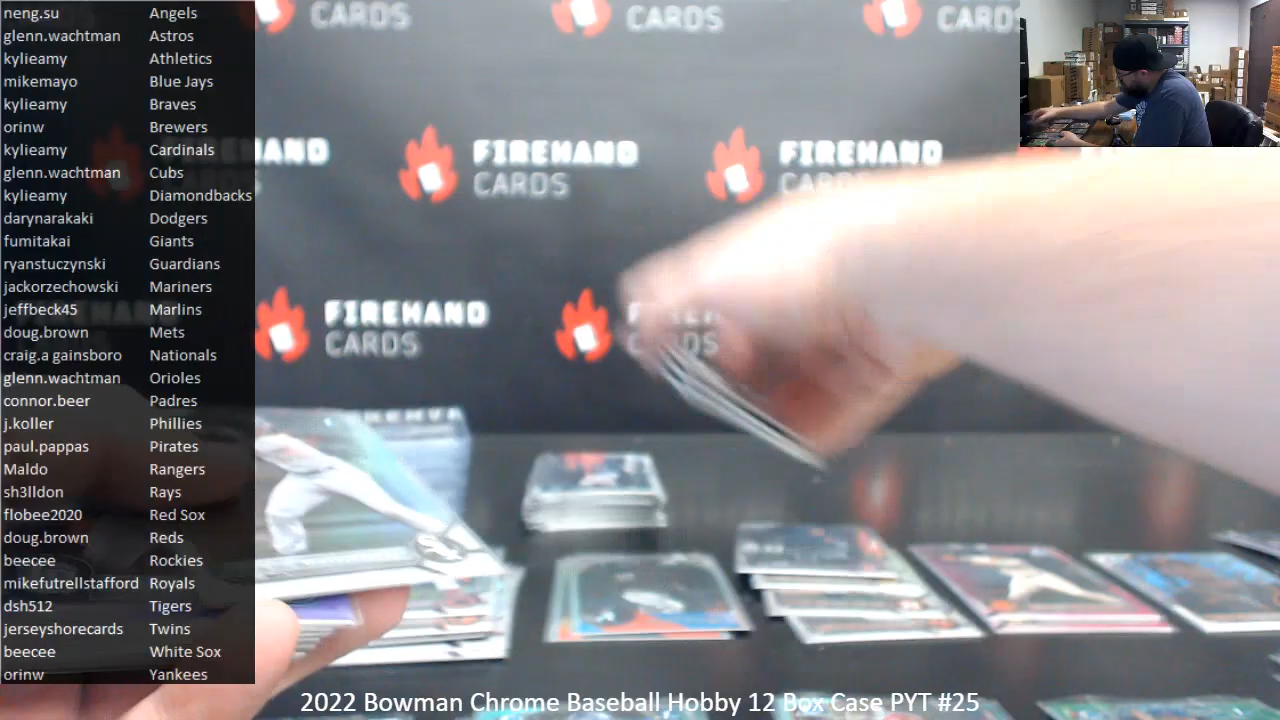 neng.su Angels
glenn.wachtman Astros
kylieamy Athletics
mikemayo Blue Jays
kylieamy Braves
orinw Brewers
kylieamy Cardinals
glenn.wachtman Cubs
kylieamy Diamondbacks
darynarakaki Dodgers
fumitakai Giants
ryanstuczynski Guardians
jackorzechowski Mariners
jeffbeck45 Marlins
doug.brown Mets
craig.a gainsboro Nationals
glenn.wachtman Orioles
connor.beer Padres
j.koller Phillies
paul.pappas Pirates
Maldo Rangers
sh3lldon Rays
flobee2020 Red Sox
doug.brown Reds
beecee Rockies
mikefutrellstafford Royals
dsh512 Tigers
jerseyshorecards Twins
beecee White Sox
orinw Yankees
CARDS
CARDS
CARDS
FIREHAND
CARDS
FIREHAND
CARDS
FIREHAND
CARDS
CARDS
2022 Bowman Chrome Baseball Hobby 12 Box Case PYT #25